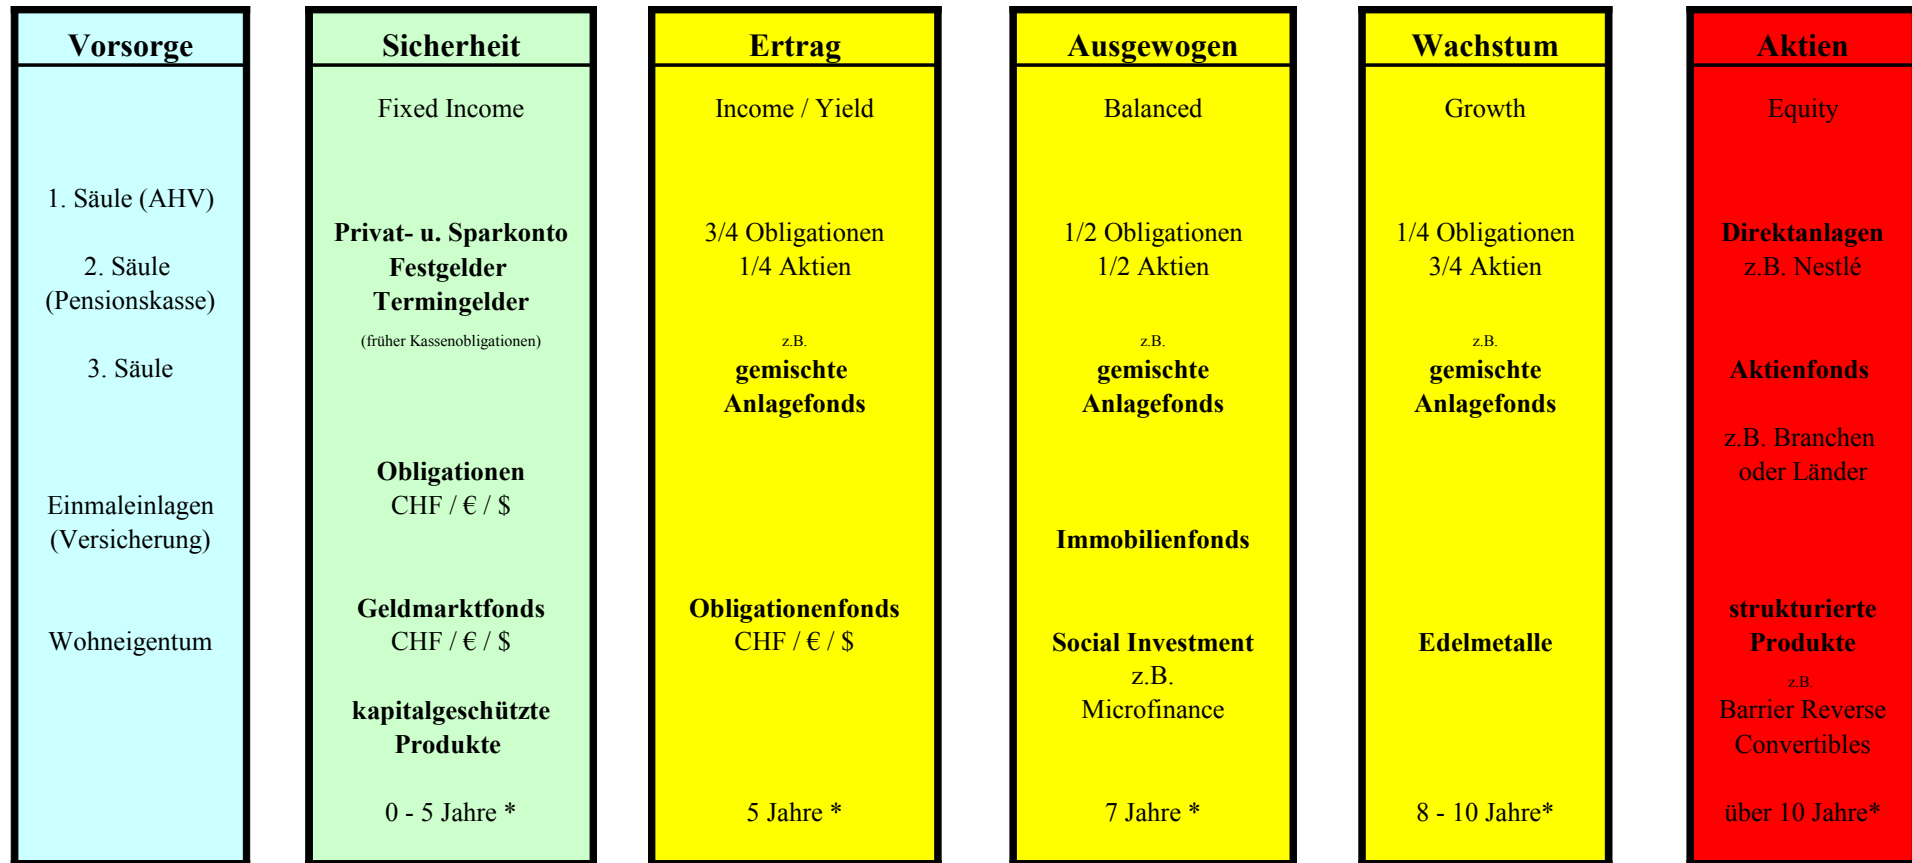 Vorsorge
1. Säule (AHV)
2. Säule
(Pensionskasse)
3. Säule
Einmaleinlagen
(Versicherung)
Wohneigentum
Sicherheit
Fixed Income
Privat- u. Sparkonto
Festgelder
Termingelder
(früher Kassenobligationen)
Obligationen
CHF / € / $
Geldmarktfonds
CHF / € / $
kapitalgeschützte
Produkte
0 - 5 Jahre *
Ertrag
Income / Yield
3/4 Obligationen
1/4 Aktien
z.B.
gemischte
Anlagefonds
Obligationenfonds
CHF / € / $
5 Jahre *
Ausgewogen
Balanced
1/2 Obligationen
1/2 Aktien
z.B.
gemischte
Anlagefonds
Immobilienfonds
Social Investment
z.B.
Microfinance
7 Jahre *
Wachstum
Growth
1/4 Obligationen
3/4 Aktien
z.B.
gemischte
Anlagefonds
Edelmetalle
8 - 10 Jahre*
Aktien
Equity
Direktanlagen
z.B. Nestlé
Aktienfonds
z.B. Branchen
oder Länder
strukturierte
Produkte
z.B.
Barrier Reverse
Convertibles
über 10 Jahre*